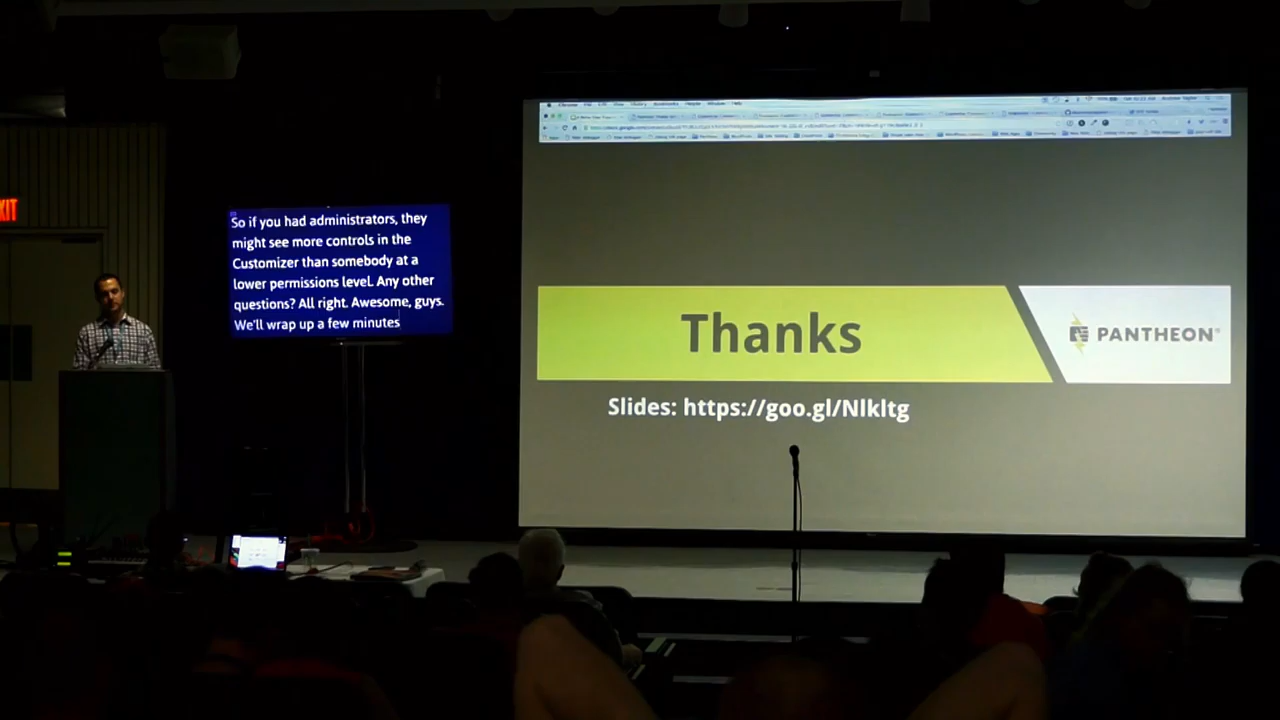 XIT
So if you had administrators, they
might see more controls in the
Customizer than somebody at a
lower permissions level. Any other
questions? All right. Awesome, guys.
We'll wrap up a few minutes
Thanks
PANTHEON
Slides: https://goo.gl/Nlkltg